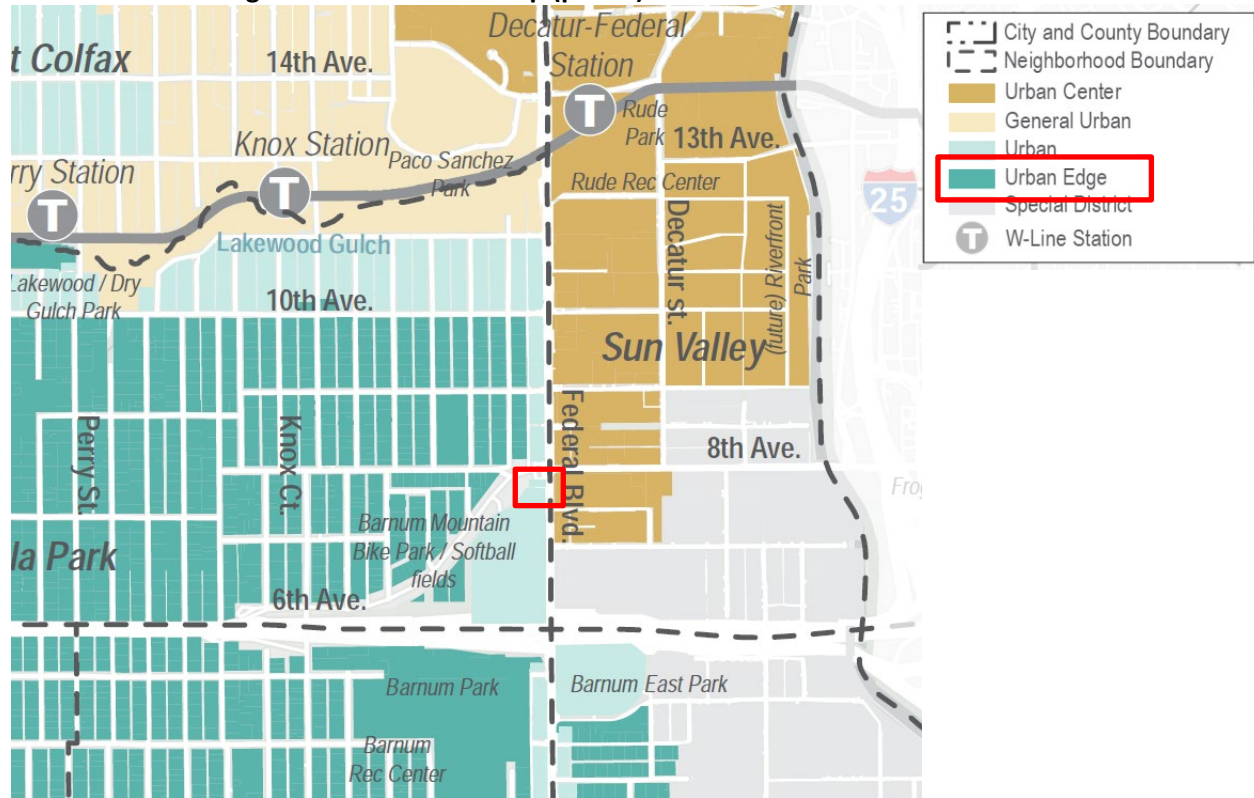 Decatur-Federal
Station
t Colfax
14th Ave.
Rude
Park
13th Ave.
Knox Station
Paco Sanchez
Park
rry Station
Rude Rec Center
Decatur st.
(future) Riverfront
Park
Lakewood Gulch
Lakewood / Dry
Gulch Park
10th Ave.
Sun Valley
Federal Blvd.
Perry St.
Knox Ct.
8th Ave.
Barnum Mountain
Bike Park / Softball
fields
la Park
6th Ave.
Barnum Park
Barnum East Park
Barnum
Rec Center
25
T
T
T
City and County Boundary
Neighborhood Boundary
Urban Center
General Urban
Urban
Urban Edge
Special District
T W-Line Station